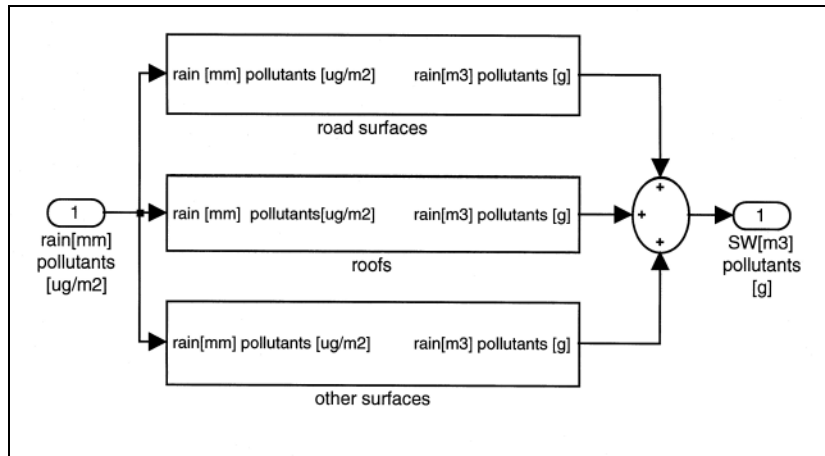 rain [mm] pollutants [ug/m2] rain[m3] pollutants [g]
road surfaces
1
rain[mm]
pollutants
[ug/m2]
rain [mm] pollutants[ug/m2] rain[m3] pollutants [g]
roofs
+
+
+
1
SW[m3]
pollutants
[g]
rain[mm] pollutants [ug/m2] rain[m3] pollutants [g]
other surfaces